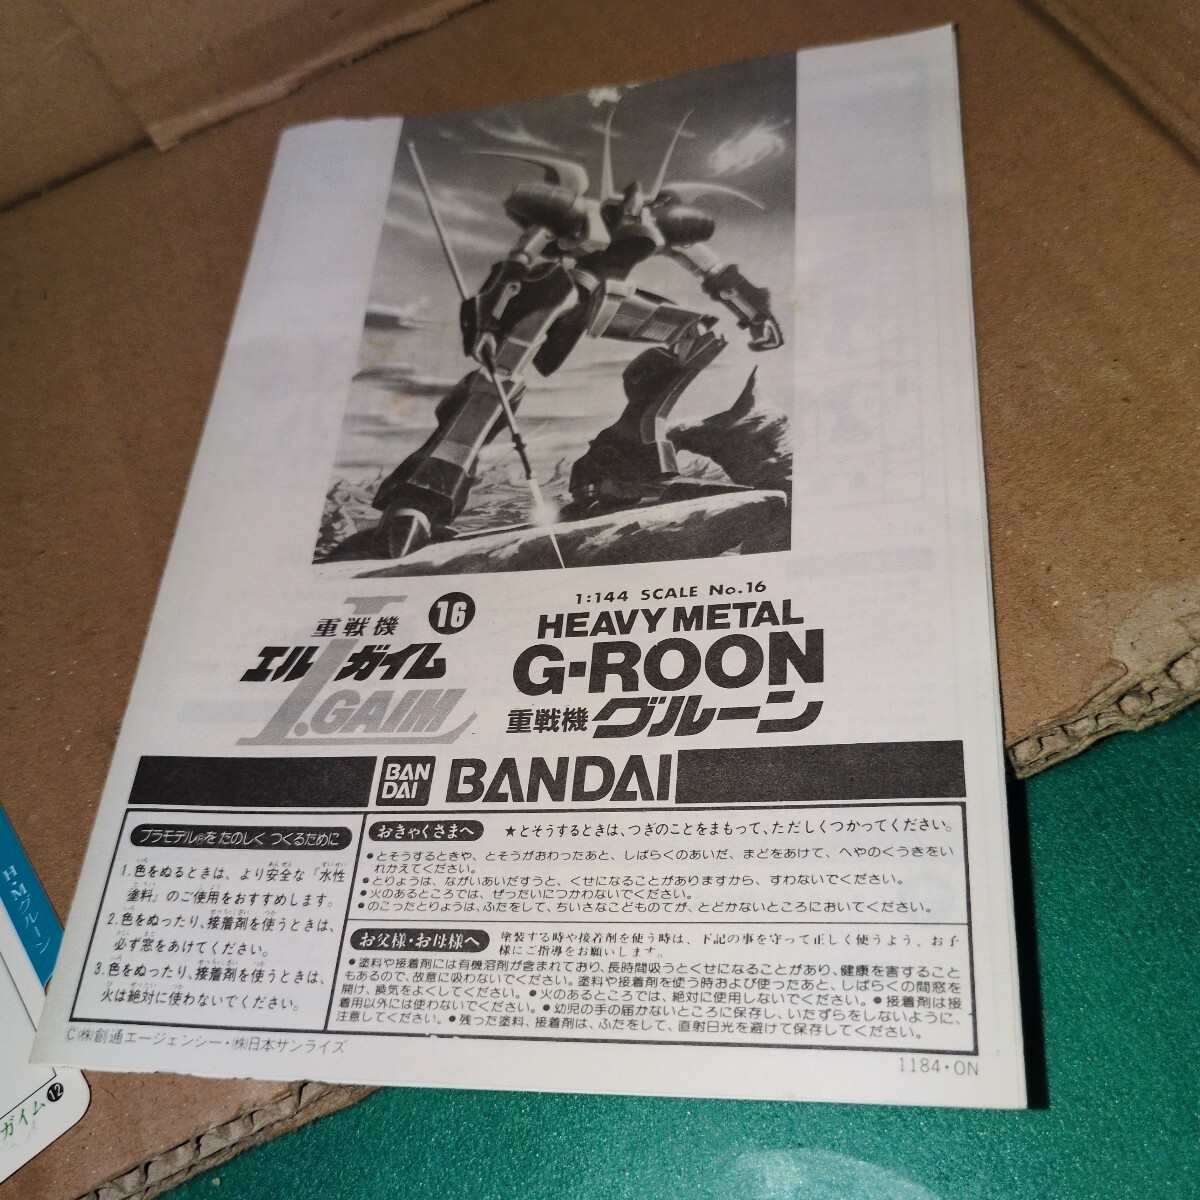 1:144 SCALE No.16
重戦機 16
エルガイム
L.GAIM
HEAVY METAL
G-ROON
重戦機 グルーン
BAN
DAI
BANDAI
プラモデル®を たのしく つくるために
1. 色をぬるときは、より安全な『水性
塗料』のご使用をおすすめします。
2. 色をぬったり、接着剤を使うときは、
必ず窓をあけてください。
3. 色をぬったり、接着剤を使うときは、
火は絶対に使わないでください。
おきゃくさまへ ★とそうするときは、つぎのことをまもって、ただしくつかってください。
●とそうするときや、とそうがおわったあと、しばらくのあいだ、まどをあけて、へやのくうきをい
れかえてください。
●とりょうは、ながいあいだすうと、くせになることがありますから、すわないでください。
●火のあるところでは、ぜったいにつかわないでください。
●のこったとりょうは、ふたをして、ちいさなこどものてが、とどかないところにおいてください。
お父様・お母様へ 塗装する時や接着剤を使う時は、下記の事を守って正しく使うよう、お子
様にご指導をお願いします。
●塗料や接着剤には有機溶剤が含まれており、長時間吸うとくせになることがあり、健康を害すること
もあるので、故意に吸わないでください。塗料や接着剤を使う時および使ったあと、しばらくの間窓を
開け、換気をよくしてください。●火のあるところでは、絶対に使用しないでください。●接着剤は接
着用以外には使わないでください。●幼児の手の届かないところに保存し、いたずらをしないように、
注意してください。●残った塗料、接着剤は、ふたをして、直射日光を避けて保存してください。
©㈱創通エージェンシー・㈱日本サンライズ
1184・ON
H・Mグルーン
ガイム⑫